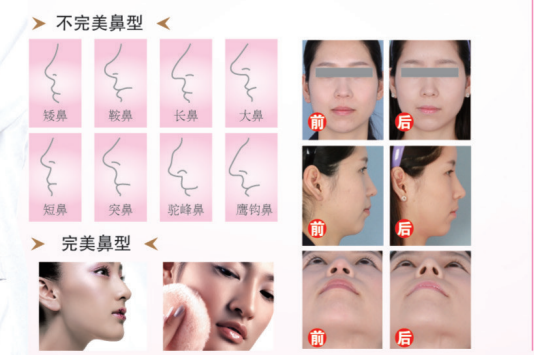 不完美鼻型
矮鼻 鞍鼻 长鼻 大鼻
短鼻 突鼻 驼峰鼻 鹰钩鼻
完美鼻型
前 后
前 后
前 后